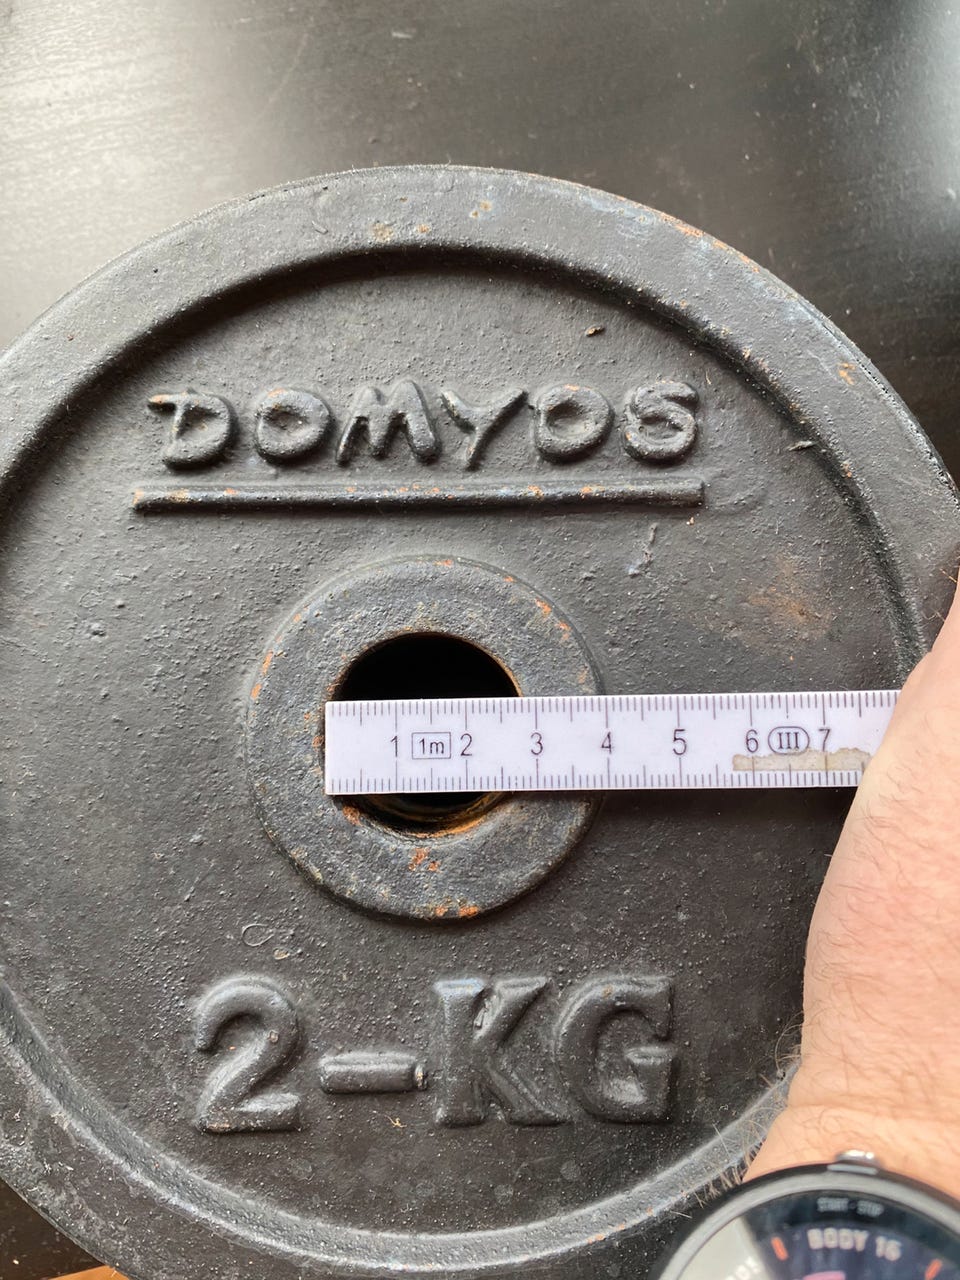 DOMYOS
1 1m 2 3 4 5 6 III 7
2-KG
START-STOP
BODY 16